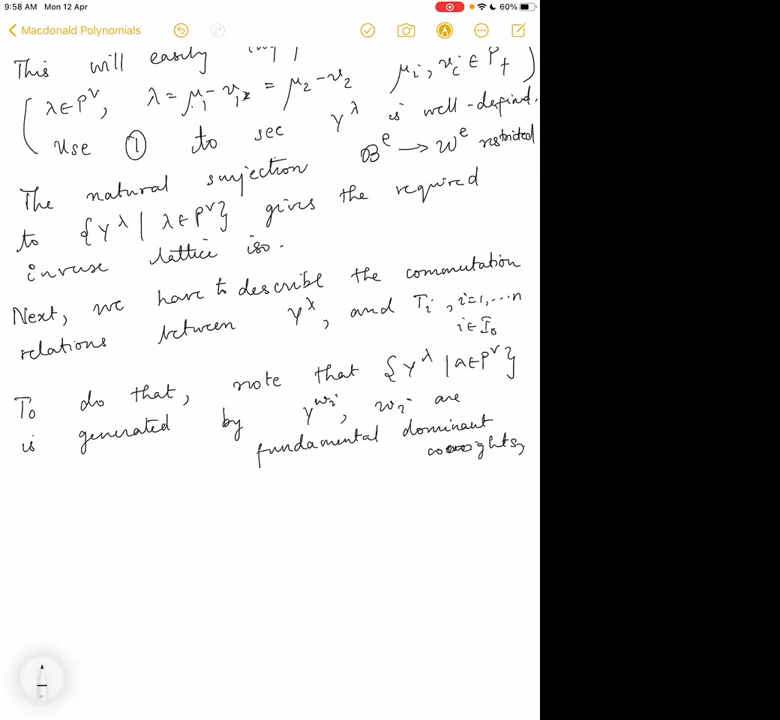 9:58 AM Mon 12 Apr
60%
Macdonald Polynomials
This will easily
( λ ∈ P^∨, λ = μ_1 - ν_1 = μ_2 - ν_2 μ_i, ν_i ∈ P_+ )
Use ① to see Y^λ is well-defined.
The natural surjection B^e → W^e restricted
to {Y^λ | λ ∈ P^∨} gives the required
inverse lattice iso.
Next, we have to describe the commutation
relations between Y^λ, and T_i, i=1, ... n
i ∈ I_0
To do that, note that {Y^λ | λ ∈ P^∨}
is generated by Y^{ω_i}, ω_i are
fundamental dominant
coweights,